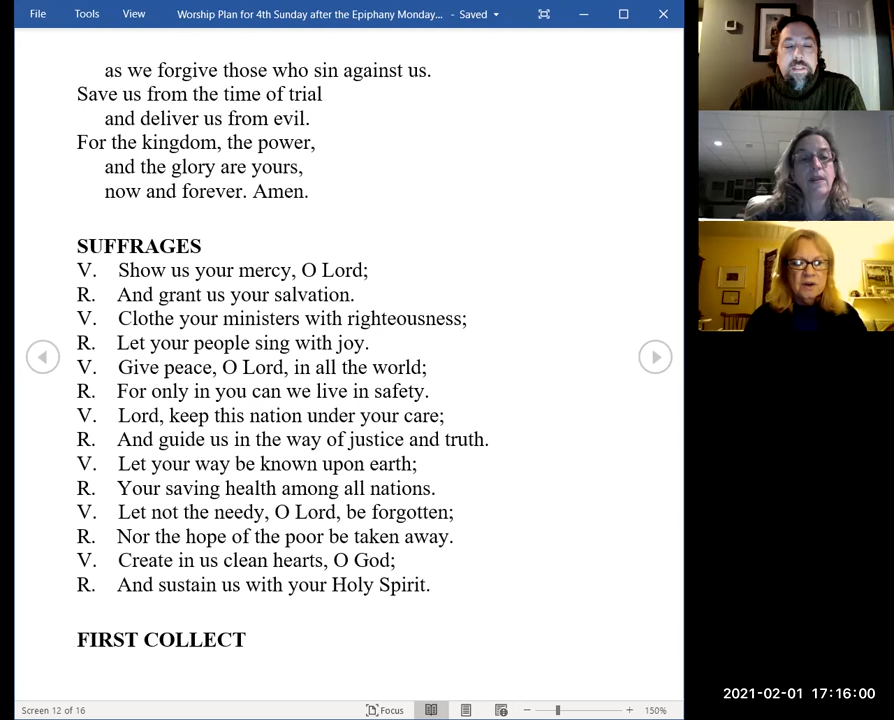 File Tools View Worship Plan for 4th Sunday after the Epiphany Monday... - Saved
as we forgive those who sin against us.
Save us from the time of trial
and deliver us from evil.
For the kingdom, the power,
and the glory are yours,
now and forever. Amen.
SUFFRAGES
V. Show us your mercy, O Lord;
R. And grant us your salvation.
V. Clothe your ministers with righteousness;
R. Let your people sing with joy.
V. Give peace, O Lord, in all the world;
R. For only in you can we live in safety.
V. Lord, keep this nation under your care;
R. And guide us in the way of justice and truth.
V. Let your way be known upon earth;
R. Your saving health among all nations.
V. Let not the needy, O Lord, be forgotten;
R. Nor the hope of the poor be taken away.
V. Create in us clean hearts, O God;
R. And sustain us with your Holy Spirit.
FIRST COLLECT
2021-02-01 17:16:00
Screen 12 of 16 Focus 150%